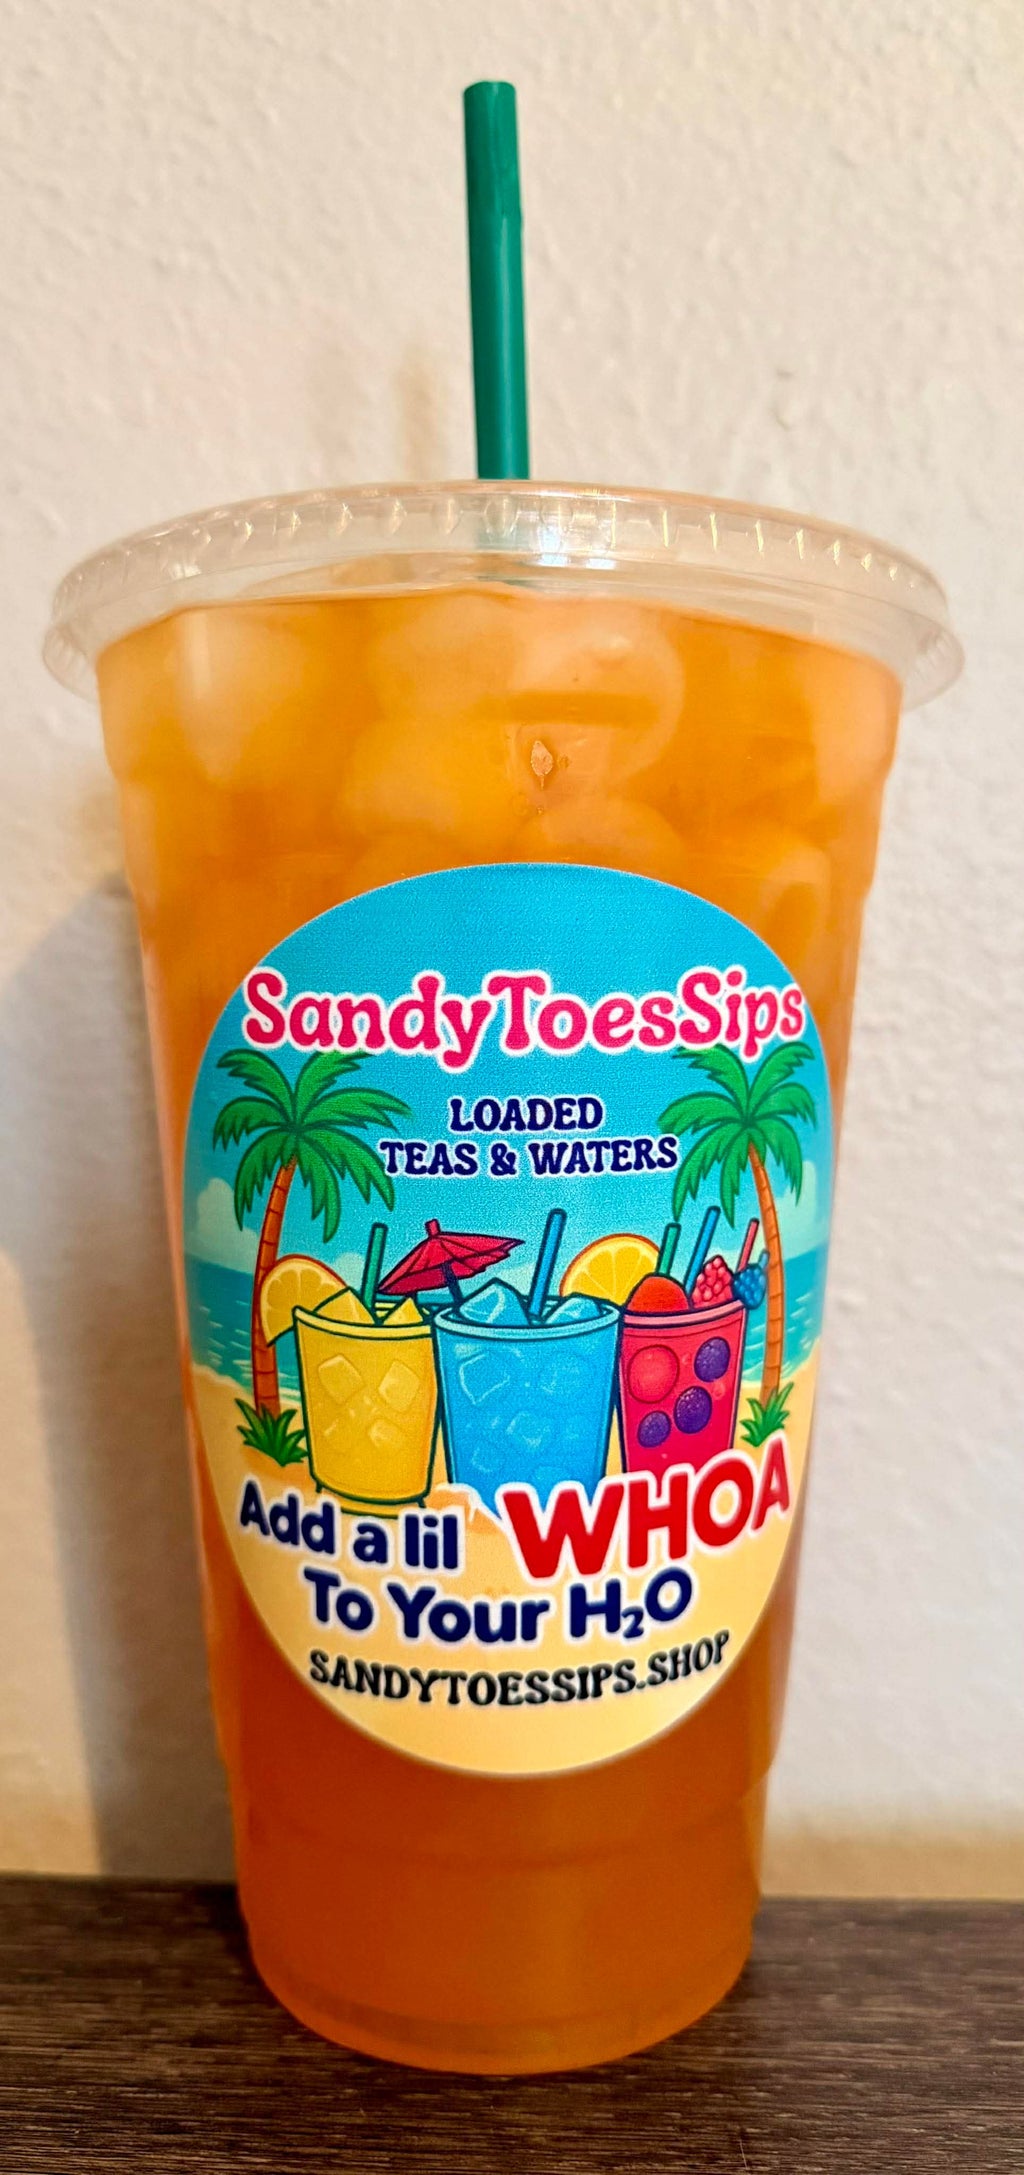 SandyToesSips
LOADED
TEAS & WATERS
Add a lil WHOA
To Your H₂O
SANDYTOESSIPS.SHOP